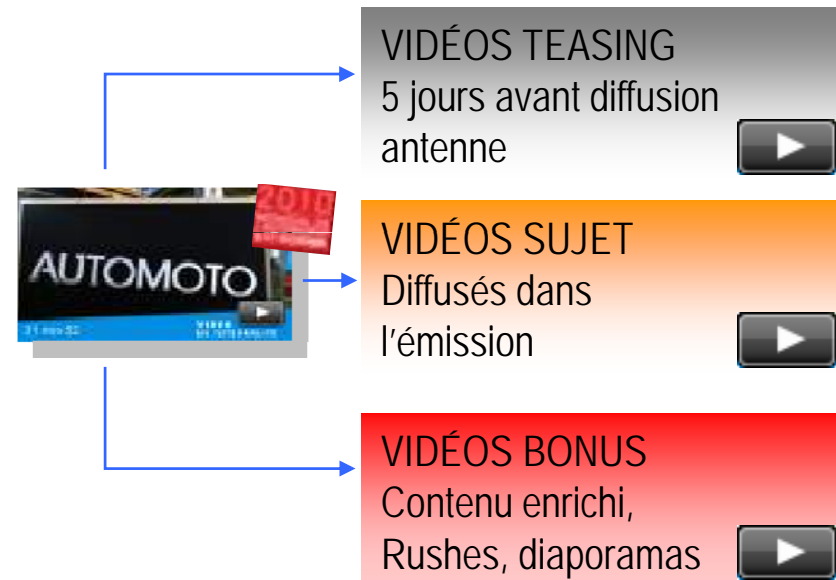 VIDÉOS TEASING
5 jours avant diffusion
antenne
2010
AUTOMOTO
VIDÉOS SUJET
Diffusés dans
l'émission
VIDÉOS BONUS
Contenu enrichi,
Rushes, diaporamas